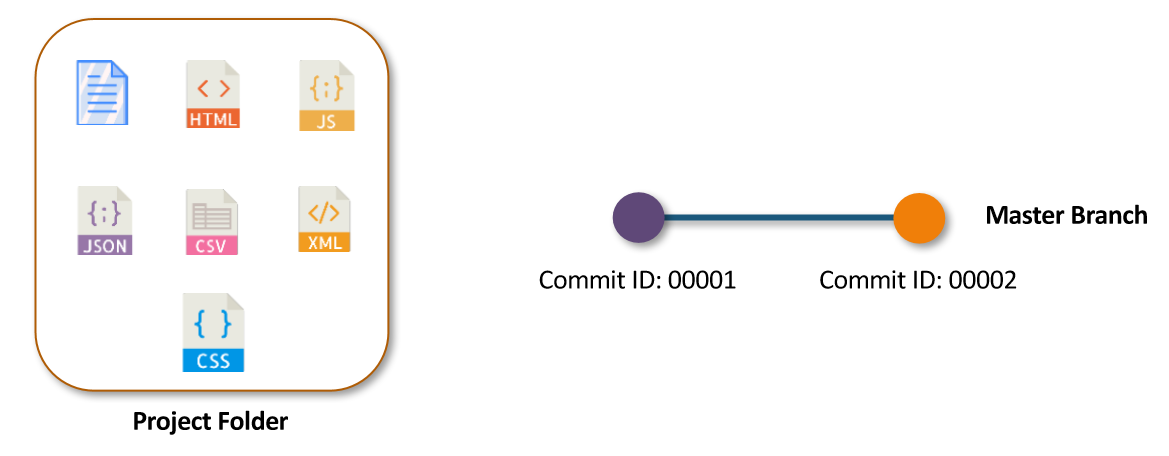 < >
HTML
{;}
JS
{;}
JSON
CSV
</>
XML
{ }
CSS
Project Folder
Master Branch
Commit ID: 00001
Commit ID: 00002